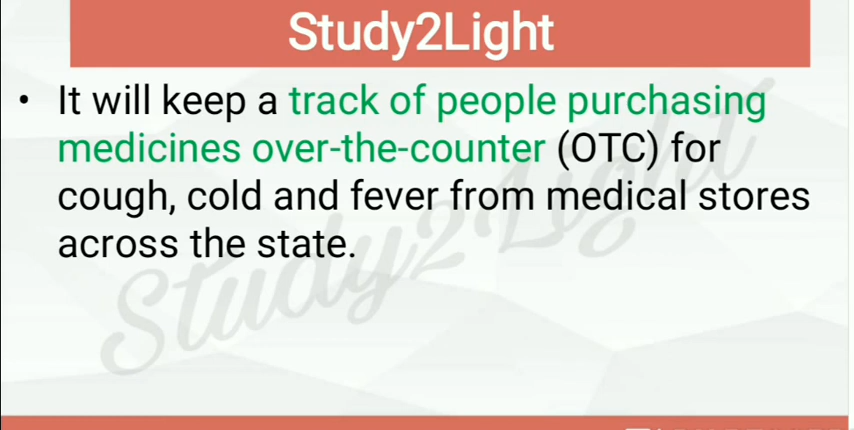 Study2Light
• It will keep a track of people purchasing
medicines over-the-counter (OTC) for
cough, cold and fever from medical stores
across the state.
Study2Light